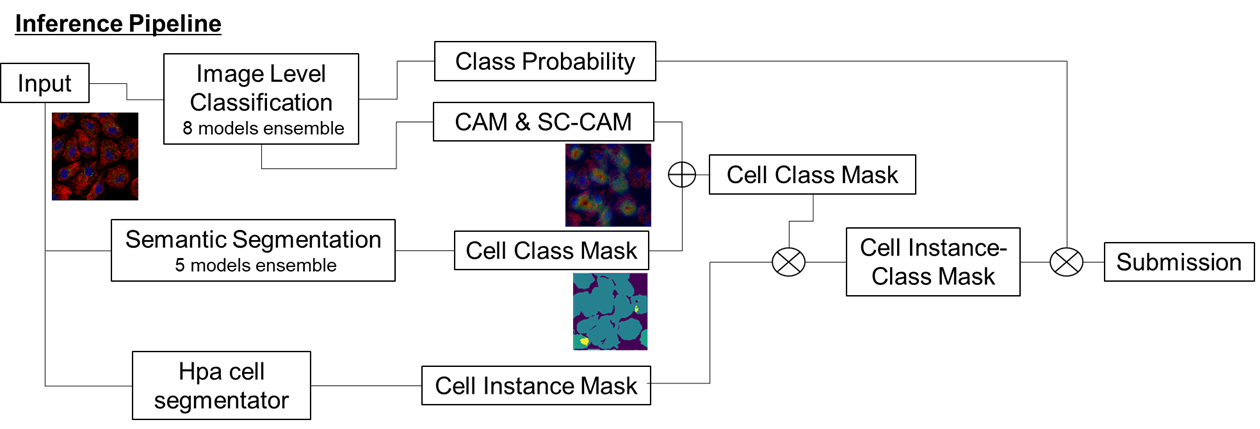 Inference Pipeline
Input
Image Level
Classification
8 models ensemble
Class Probability
CAM & SC-CAM
Cell Class Mask
Semantic Segmentation
5 models ensemble
Cell Class Mask
Cell Instance-
Class Mask
Submission
Hpa cell
segmentator
Cell Instance Mask